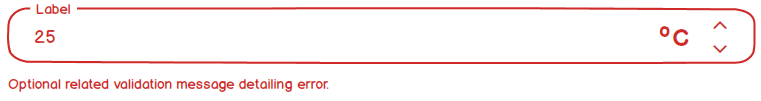 Label
25
°C
Optional related validation message detailing error.